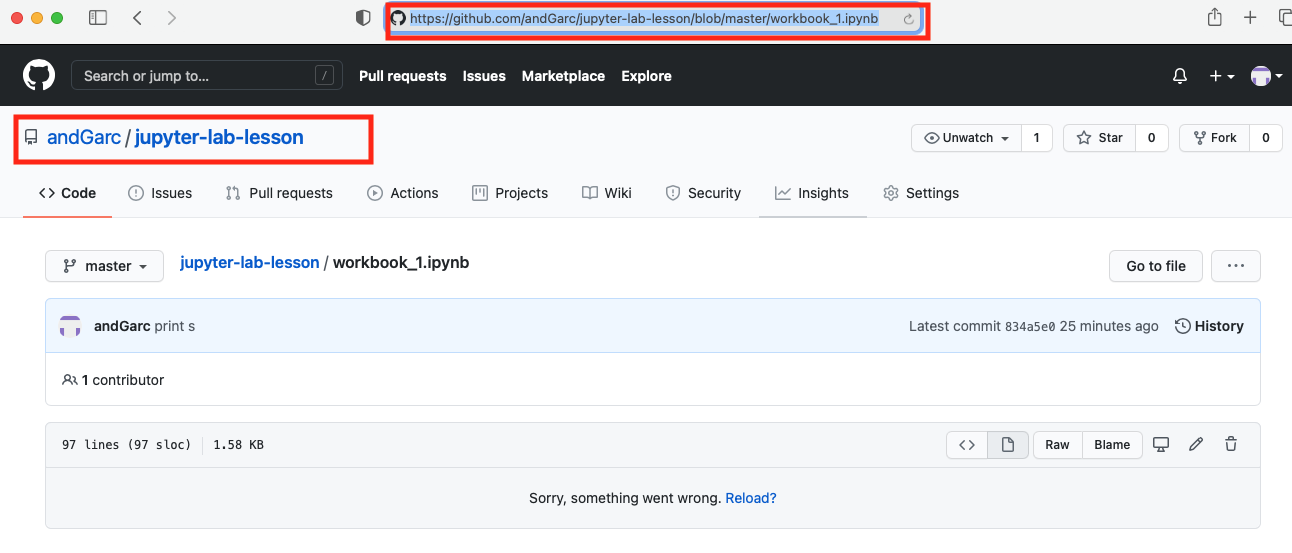 https://github.com/andGarc/jupyter-lab-lesson/blob/master/workbook_1.ipynb
Search or jump to... / Pull requests Issues Marketplace Explore
andGarc / jupyter-lab-lesson Unwatch 1 Star 0 Fork 0
Code Issues Pull requests Actions Projects Wiki Security Insights Settings
master jupyter-lab-lesson / workbook_1.ipynb Go to file ...
andGarc print s Latest commit 834a5e0 25 minutes ago History
1 contributor
97 lines (97 sloc) 1.58 KB Raw Blame
Sorry, something went wrong. Reload?